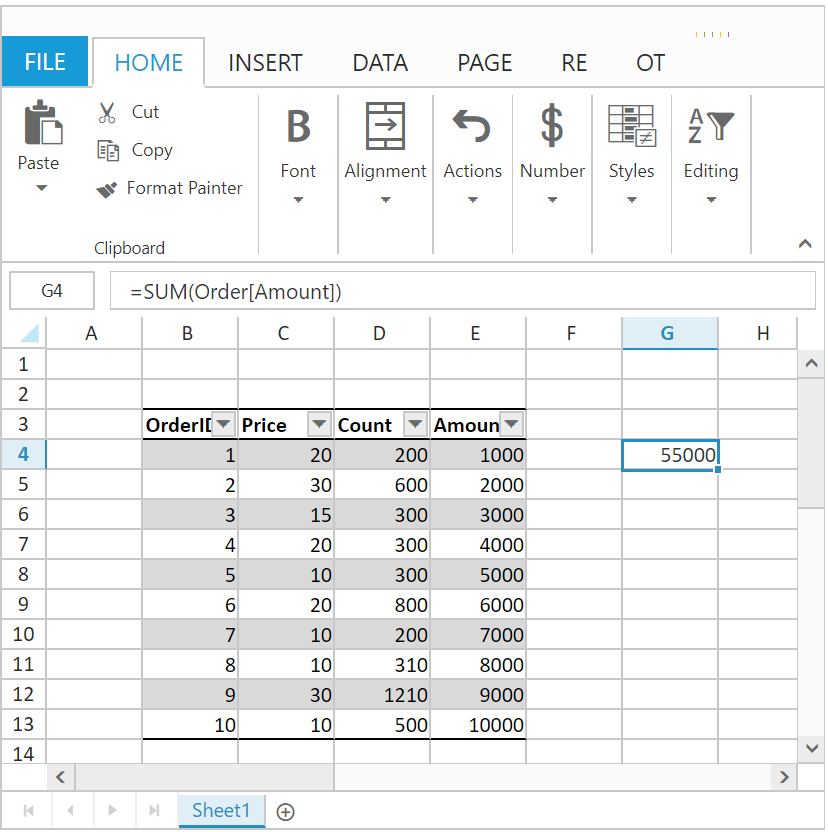 FILE HOME INSERT DATA PAGE RE OT
Paste
Cut
Copy
Format Painter
Clipboard
B
Font
Alignment
Actions
$
Number
Styles
A
Z
Editing
G4 =SUM(Order[Amount])
A B C D E F G H
1
2
3 OrderID Price Count Amoun
4 1 20 200 1000 55000
5 2 30 600 2000
6 3 15 300 3000
7 4 20 300 4000
8 5 10 300 5000
9 6 20 800 6000
10 7 10 200 7000
11 8 10 310 8000
12 9 30 1210 9000
13 10 10 500 10000
14
Sheet1